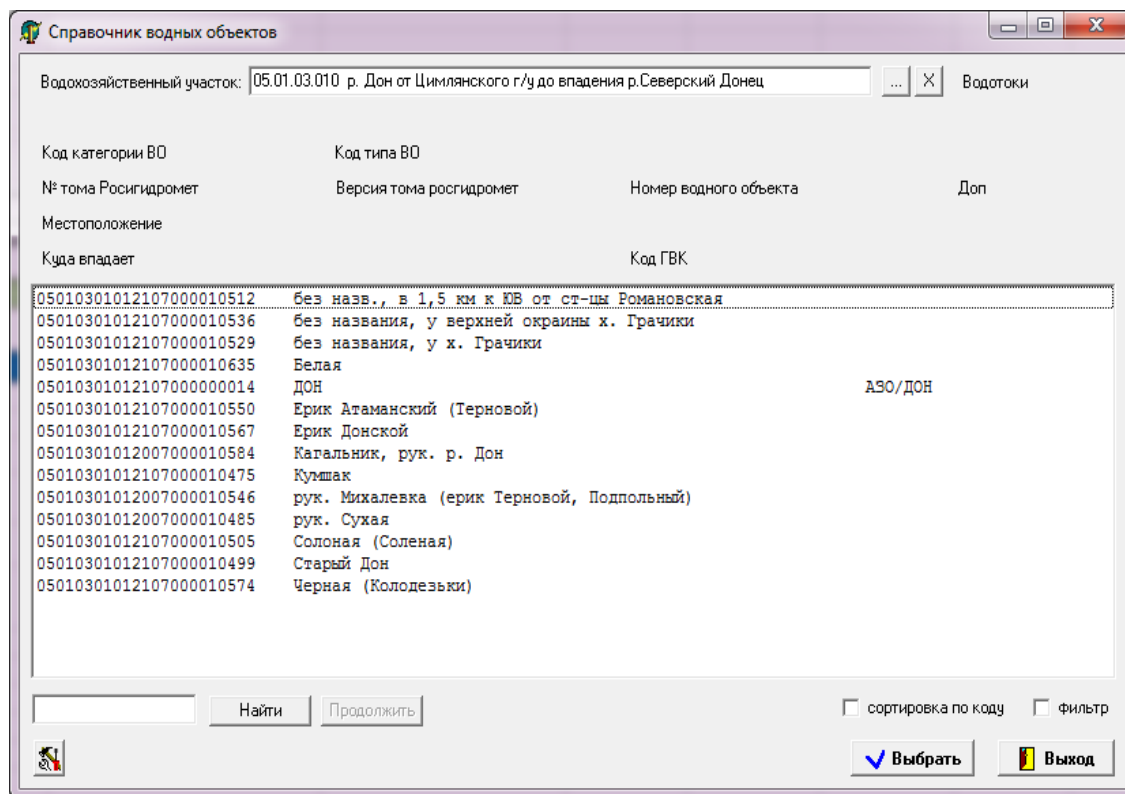 Справочник водных объектов
Водохозяйственный участок: 05.01.03.010 р. Дон от Цимлянского г/у до впадения р.Северский Донец ... X Водотоки
Код категории ВО Код типа ВО
№ тома Росигидромет Версия тома росгидромет Номер водного объекта Доп
Местоположение
Куда впадает Код ГВК
05010301012107000010512 без назв., в 1,5 км к ЮВ от ст-цы Романовская
05010301012107000010536 без названия, у верхней окраины х. Грачики
05010301012107000010529 без названия, у х. Грачики
05010301012107000010635 Белая
05010301012107000000014 ДОН АЗО/ДОН
05010301012107000010550 Ерик Атаманский (Терновой)
05010301012107000010567 Ерик Донской
05010301012007000010584 Кагальник, рук. р. Дон
05010301012107000010475 Кумшак
05010301012007000010546 рук. Михалевка (ерик Терновой, Подпольный)
05010301012007000010485 рук. Сухая
05010301012107000010505 Солоная (Соленая)
05010301012107000010499 Старый Дон
05010301012107000010574 Черная (Колодезьки)
Найти Продолжить сортировка по коду фильтр
Выбрать Выход